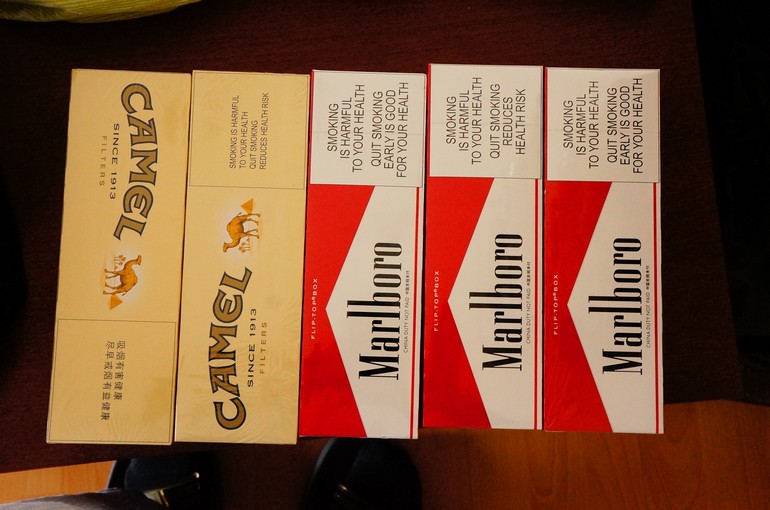 CAMEL
SINCE 1913
FILTERS
吸烟有害健康
尽早戒烟有益健康
SMOKING IS HARMFUL
TO YOUR HEALTH
QUIT SMOKING
REDUCES HEALTH RISK
CAMEL
SINCE 1913
FILTERS
SMOKING
IS HARMFUL
TO YOUR HEALTH
QUIT SMOKING
EARLY IS GOOD
FOR YOUR HEALTH
FLIP-TOP® BOX
Marlboro
CHINA DUTY NOT PAID
SMOKING
IS HARMFUL
TO YOUR HEALTH
QUIT SMOKING
REDUCES
HEALTH RISK
FLIP-TOP® BOX
Marlboro
CHINA DUTY NOT PAID
SMOKING
IS HARMFUL
TO YOUR HEALTH
QUIT SMOKING
EARLY IS GOOD
FOR YOUR HEALTH
FLIP-TOP® BOX
Marlboro
CHINA DUTY NOT PAID